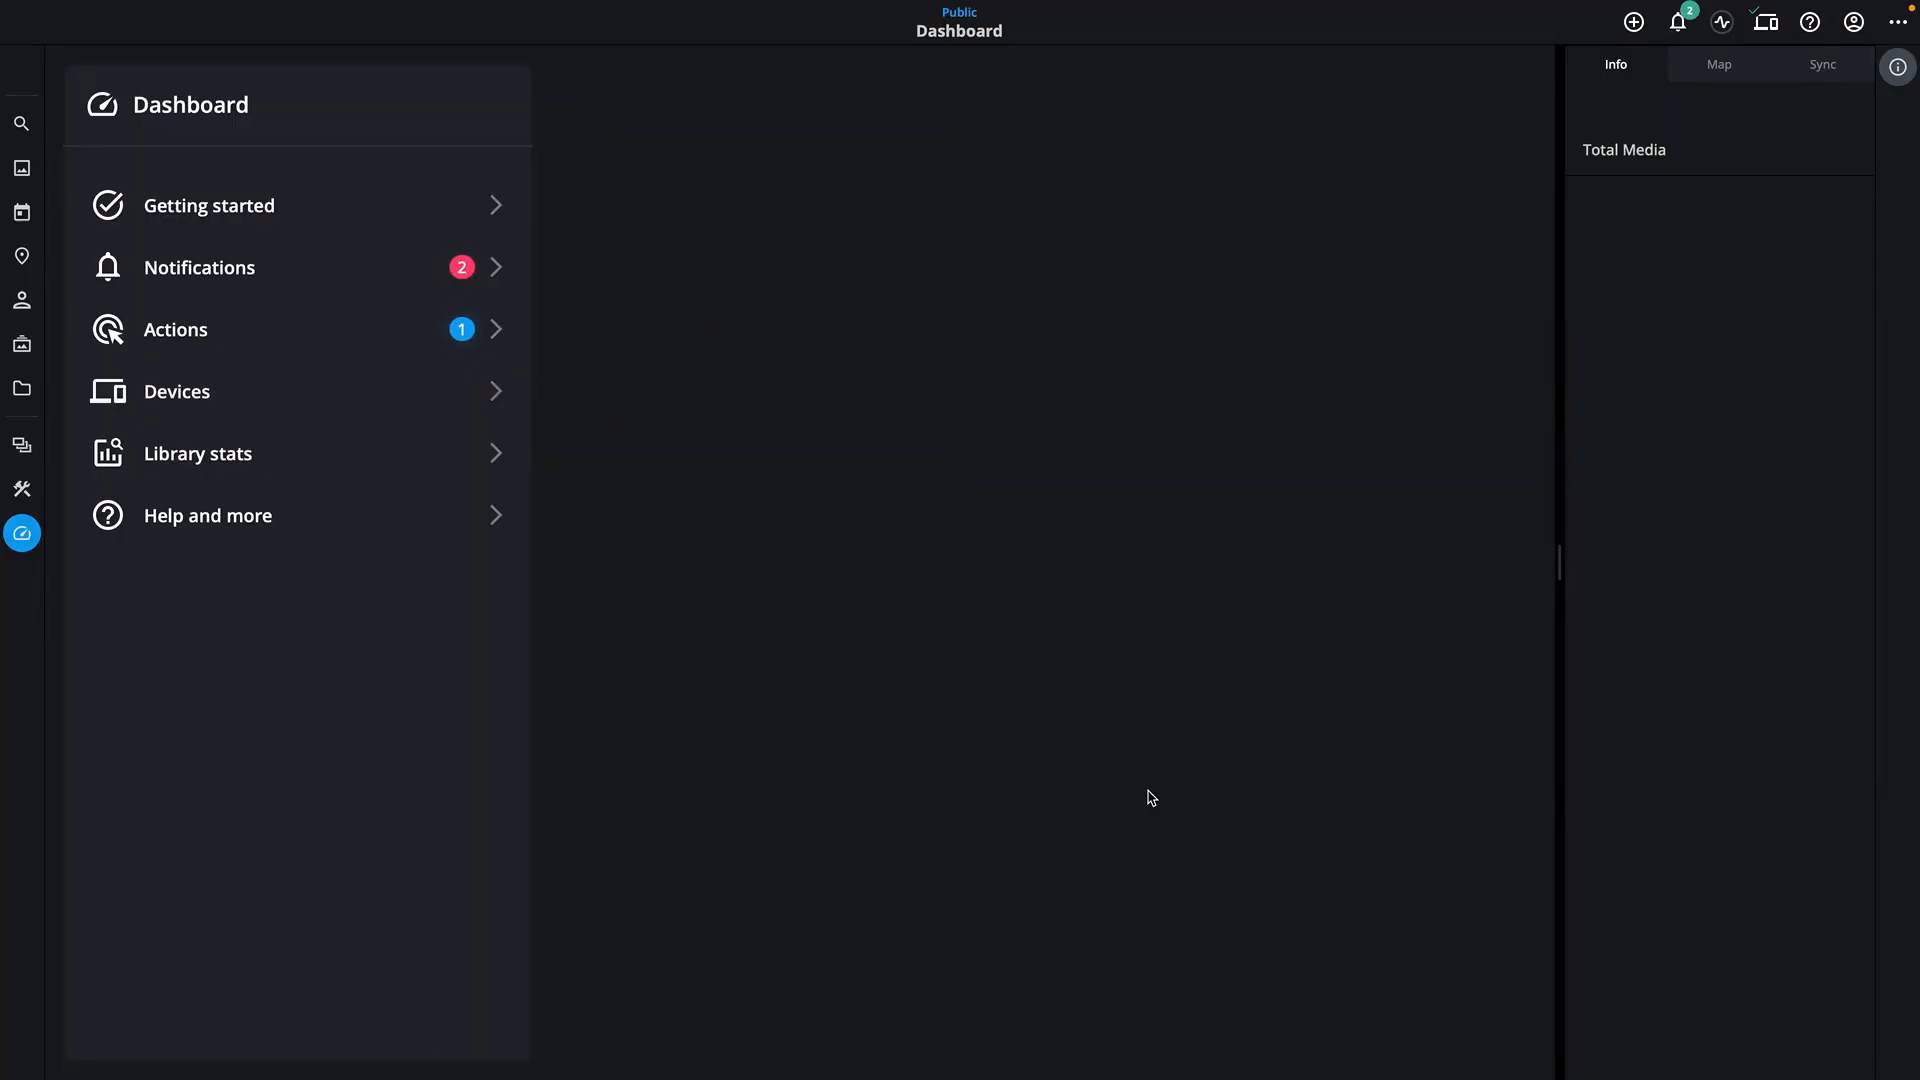 Public
Dashboard
2
Info
Map
Sync
Dashboard
Total Media
Getting started
Notifications 2
Actions 1
Devices
Library stats
Help and more